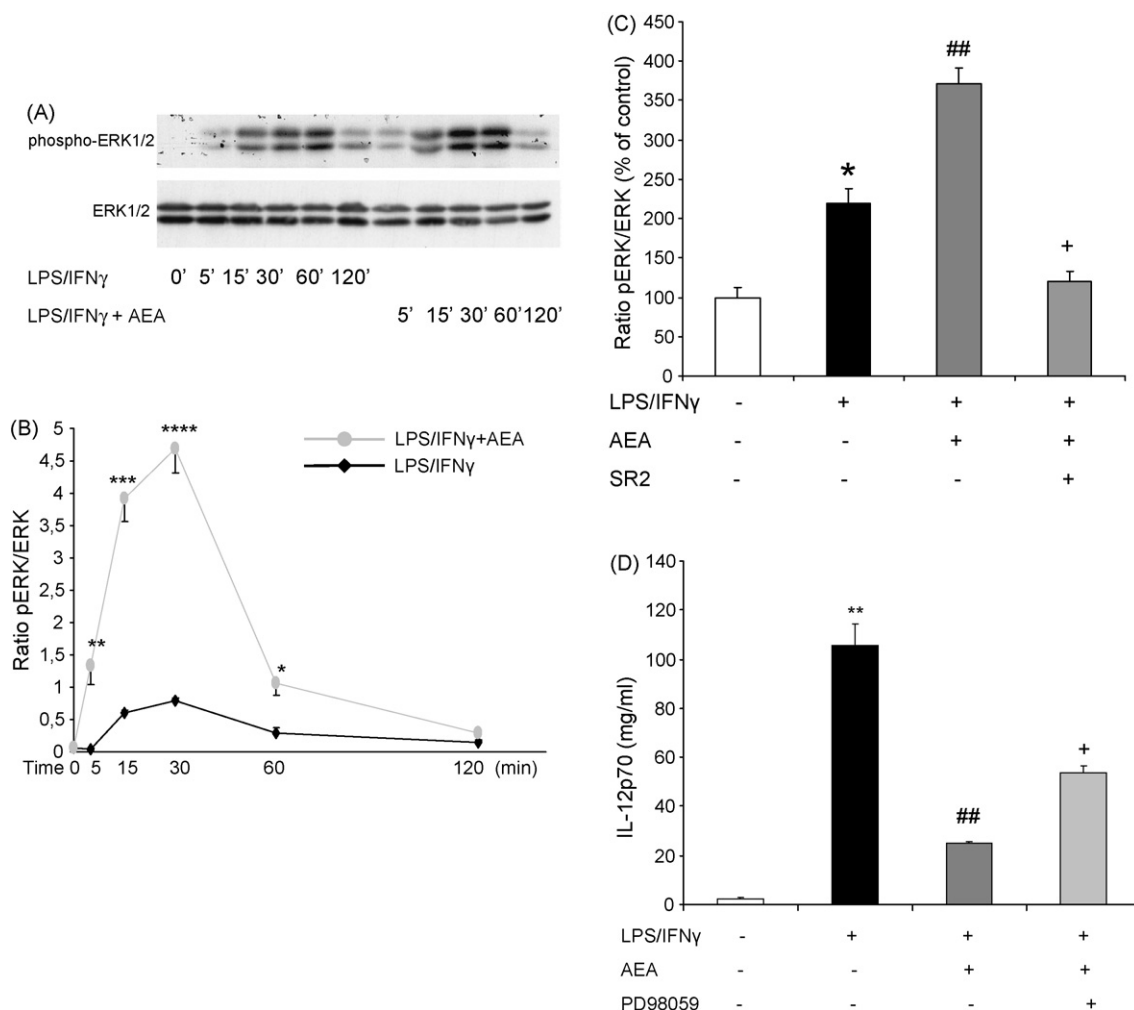 (A)
phospho-ERK1/2
ERK1/2
LPS/IFNγ 0' 5' 15' 30' 60' 120'
LPS/IFNγ + AEA 5' 15' 30' 60' 120'
(B)
Ratio pERK/ERK
5
4,5
4
3,5
3
2,5
2
1,5
1
0,5
0
** *** **** *
LPS/IFNγ+AEA
LPS/IFNγ
Time 0 5 15 30 60 120 (min)
(C)
Ratio pERK/ERK (% of control)
450
400
350
300
250
200
150
100
50
0
* ## +
LPS/IFNγ - + + +
AEA - - + +
SR2 - - - +
(D)
IL-12p70 (mg/ml)
140
120
100
80
60
40
20
0
** ## +
LPS/IFNγ - + + +
AEA - - + +
PD98059 - - - +